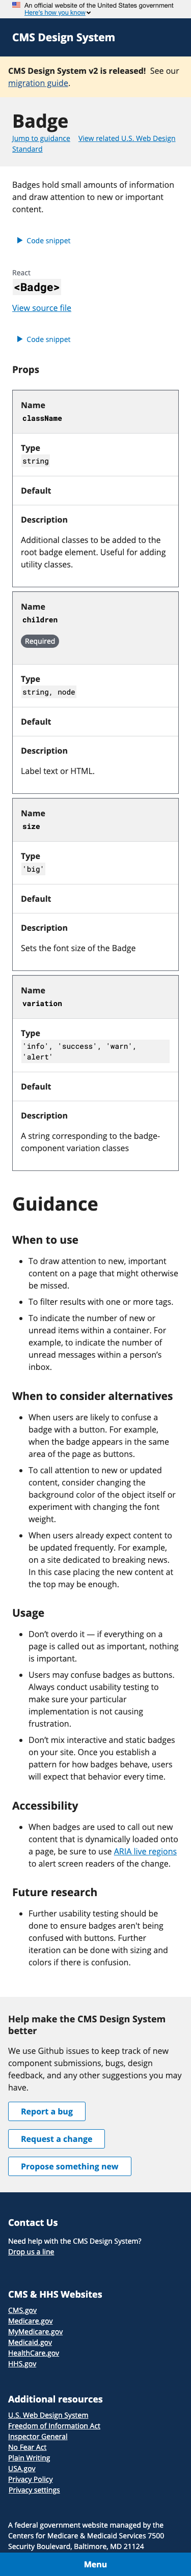 An official website of the United States government
Here's how you know
CMS Design System
CMS Design System v2 is released!  See our
migration guide.
Badge
Jump to guidance  View related U.S. Web Design
Standard
Badges hold small amounts of information
and draw attention to new or important
content.
Code snippet
React
<Badge>
View source file
Code snippet
Props
Name
className
Type
string
Default
Description
Additional classes to be added to the
root badge element. Useful for adding
utility classes.
Name
children
Required
Type
string, node
Default
Description
Label text or HTML.
Name
size
Type
'big'
Default
Description
Sets the font size of the Badge
Name
variation
Type
'info', 'success', 'warn',
'alert'
Default
Description
A string corresponding to the badge-
component variation classes
Guidance
When to use
• To draw attention to new, important
content on a page that might otherwise
be missed.
• To filter results with one or more tags.
• To indicate the number of new or
unread items within a container. For
example, to indicate the number of
unread messages within a person's
inbox.
When to consider alternatives
• When users are likely to confuse a
badge with a button. For example,
when the badge appears in the same
area of the page as buttons.
• To call attention to new or updated
content, consider changing the
background color of the object itself or
experiment with changing the font
weight.
• When users already expect content to
be updated frequently. For example,
on a site dedicated to breaking news.
In this case placing the new content at
the top may be enough.
Usage
• Don't overdo it — if everything on a
page is called out as important, nothing
is important.
• Users may confuse badges as buttons.
Always conduct usability testing to
make sure your particular
implementation is not causing
frustration.
• Don't mix interactive and static badges
on your site. Once you establish a
pattern for how badges behave, users
will expect that behavior every time.
Accessibility
• When badges are used to call out new
content that is dynamically loaded onto
a page, be sure to use ARIA live regions
to alert screen readers of the change.
Future research
• Further usability testing should be
done to ensure badges aren't being
confused with buttons. Further
iteration can be done with sizing and
colors if there is confusion.
Help make the CMS Design System
better
We use Github issues to keep track of new
component submissions, bugs, design
feedback, and any other suggestions you may
have.
Report a bug
Request a change
Propose something new
Contact Us
Need help with the CMS Design System?
Drop us a line
CMS & HHS Websites
CMS.gov
Medicare.gov
MyMedicare.gov
Medicaid.gov
HealthCare.gov
HHS.gov
Additional resources
U.S. Web Design System
Freedom of Information Act
Inspector General
No Fear Act
Plain Writing
USA.gov
Privacy Policy
Privacy settings
A federal government website managed by the
Centers for Medicare & Medicaid Services 7500
Security Boulevard, Baltimore, MD 21124
Menu